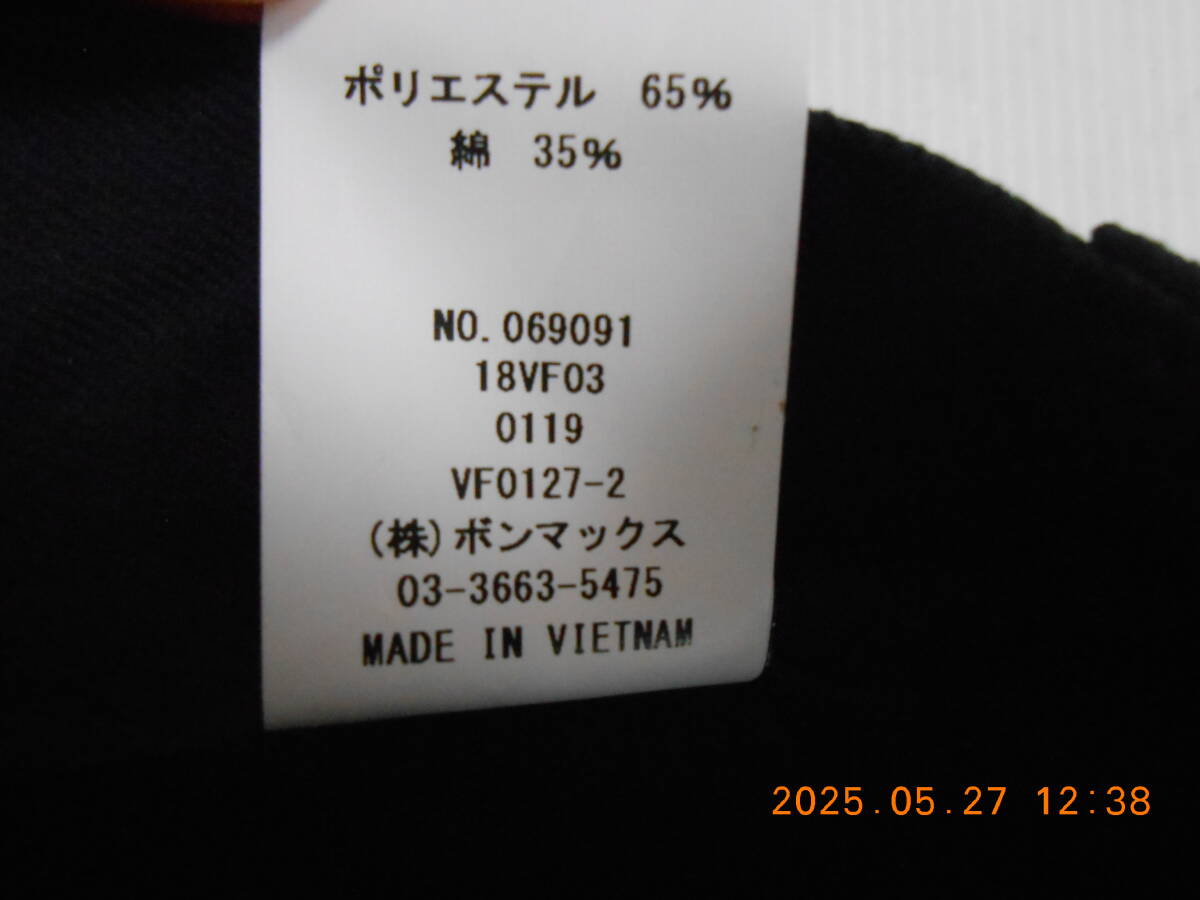 ポリエステル 65%
綿 35%
NO.069091
18VF03
0119
VF0127-2
(株)ボンマックス
03-3663-5475
MADE IN VIETNAM
2025.05.27 12:38